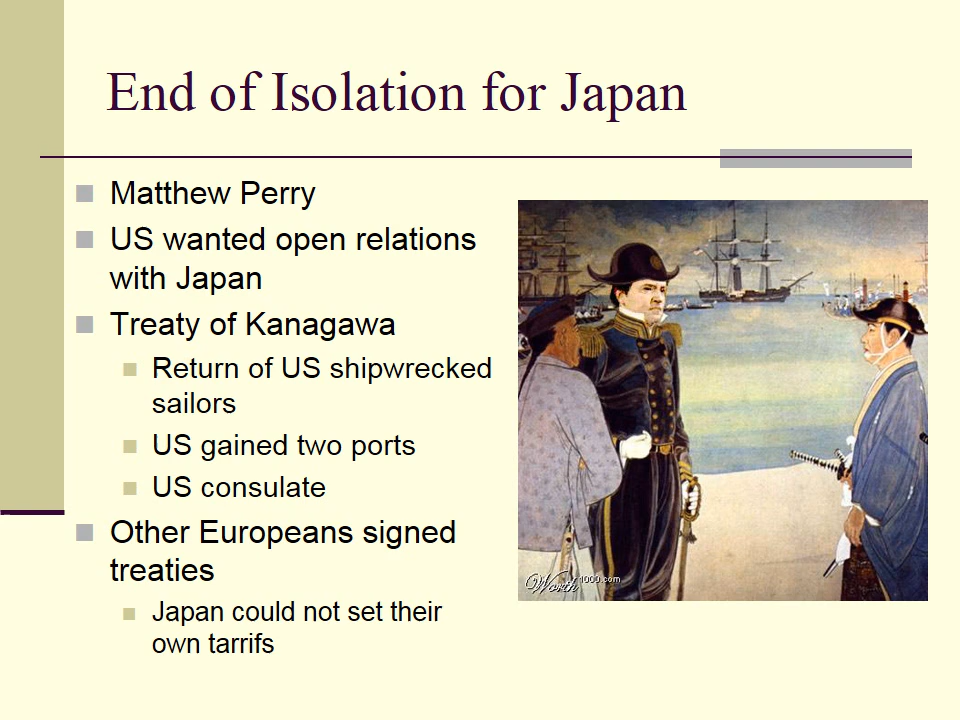 End of Isolation for Japan
Matthew Perry
US wanted open relations
with Japan
Treaty of Kanagawa
Return of US shipwrecked
sailors
US gained two ports
US consulate
Other Europeans signed
treaties
Japan could not set their
own tarrifs
Worth1000.com